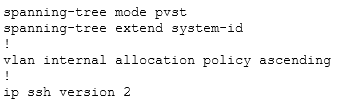 spanning-tree mode pvst
spanning-tree extend system-id
!
vlan internal allocation policy ascending
!
ip ssh version 2